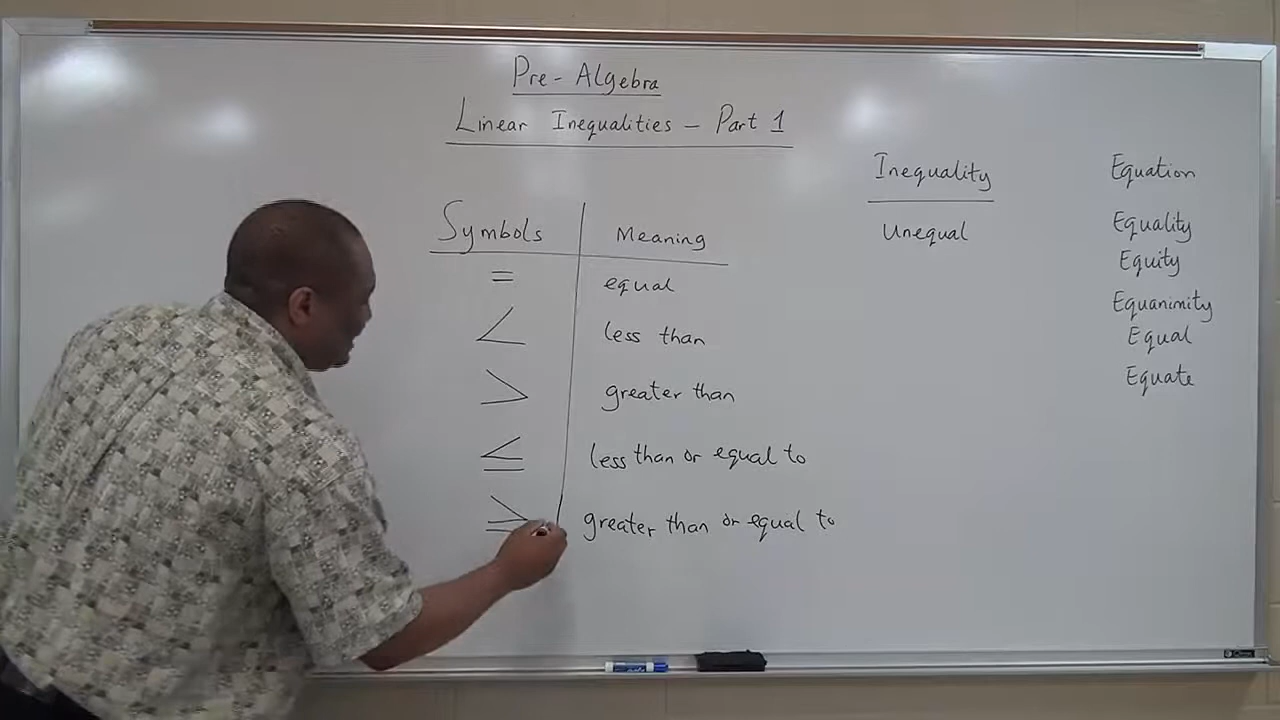 Pre-Algebra
Linear Inequalities - Part 1
Symbols Meaning
= equal
< less than
> greater than
≤ less than or equal to
≥ greater than or equal to
Inequality
Unequal
Equation
Equality
Equity
Equanimity
Equal
Equate